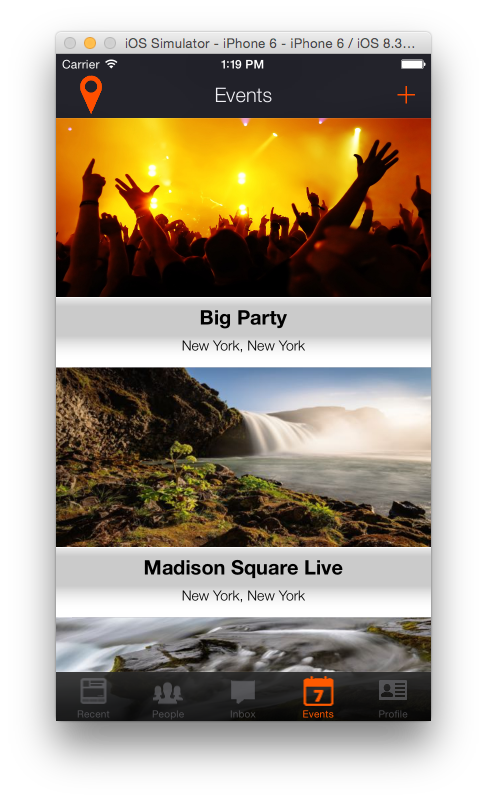 iOS Simulator - iPhone 6 - iPhone 6 / iOS 8.3...
Carrier 1:19 PM
Events
+
Big Party
New York, New York
Madison Square Live
New York, New York
7
Recent People Inbox Events Profile